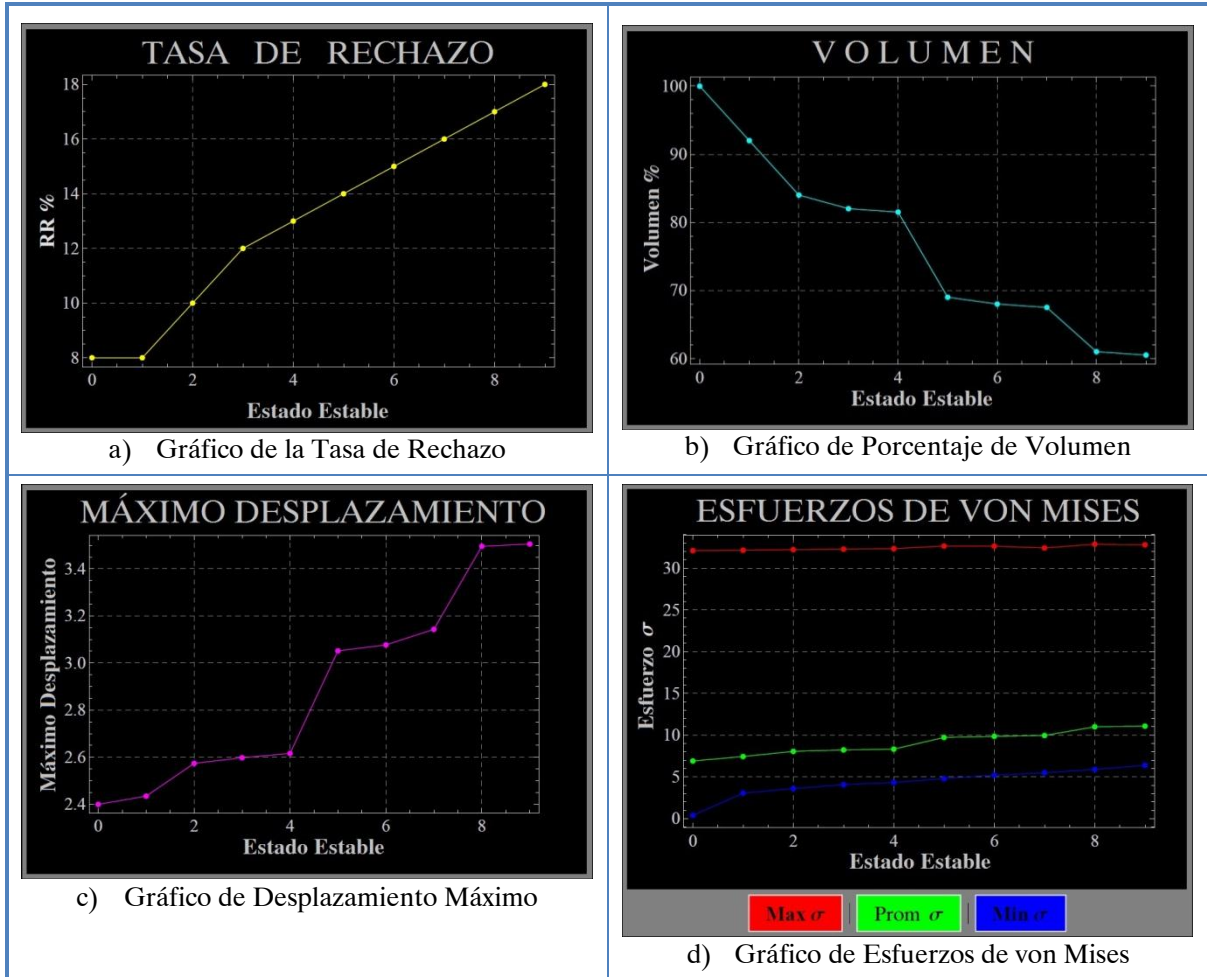 TASA DE RECHAZO
18
16
14
12
10
8
RR %
0 2 4 6 8
Estado Estable
a) Gráfico de la Tasa de Rechazo
VOLUMEN
100
90
80
70
60
Volumen %
0 2 4 6 8
Estado Estable
b) Gráfico de Porcentaje de Volumen
MÁXIMO DESPLAZAMIENTO
3.4
3.2
3.0
2.8
2.6
2.4
Máximo Desplazamiento
0 2 4 6 8
Estado Estable
c) Gráfico de Desplazamiento Máximo
ESFUERZOS DE VON MISES
30
25
20
15
10
5
0
Esfuerzo σ
0 2 4 6 8
Estado Estable
Max σ | Prom σ | Min σ
d) Gráfico de Esfuerzos de von Mises